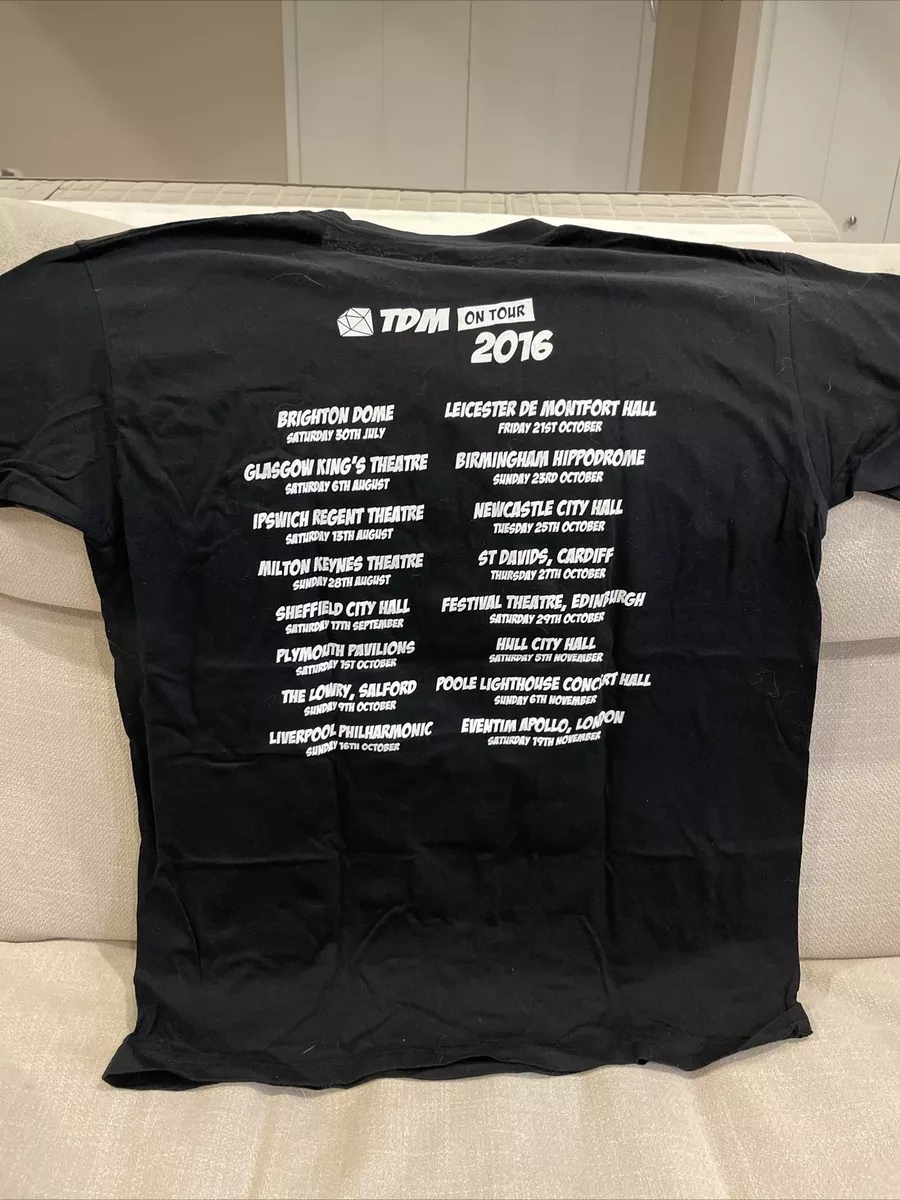 TDM ON TOUR
2016
BRIGHTON DOME
SATURDAY 30TH JULY
GLASGOW KING'S THEATRE
SATURDAY 6TH AUGUST
IPSWICH REGENT THEATRE
SATURDAY 13TH AUGUST
MILTON KEYNES THEATRE
SUNDAY 28TH AUGUST
SHEFFIELD CITY HALL
SATURDAY 17TH SEPTEMBER
PLYMOUTH PAVILIONS
SATURDAY 1ST OCTOBER
THE LOWRY, SALFORD
SUNDAY 9TH OCTOBER
LIVERPOOL PHILHARMONIC
SUNDAY 16TH OCTOBER
LEICESTER DE MONTFORT HALL
FRIDAY 21ST OCTOBER
BIRMINGHAM HIPPODROME
SUNDAY 23RD OCTOBER
NEWCASTLE CITY HALL
TUESDAY 25TH OCTOBER
ST DAVIDS, CARDIFF
THURSDAY 27TH OCTOBER
FESTIVAL THEATRE, EDINBURGH
SATURDAY 29TH OCTOBER
HULL CITY HALL
SATURDAY 5TH NOVEMBER
POOLE LIGHTHOUSE CONCERT HALL
SUNDAY 6TH NOVEMBER
EVENTIM APOLLO, LONDON
SATURDAY 19TH NOVEMBER